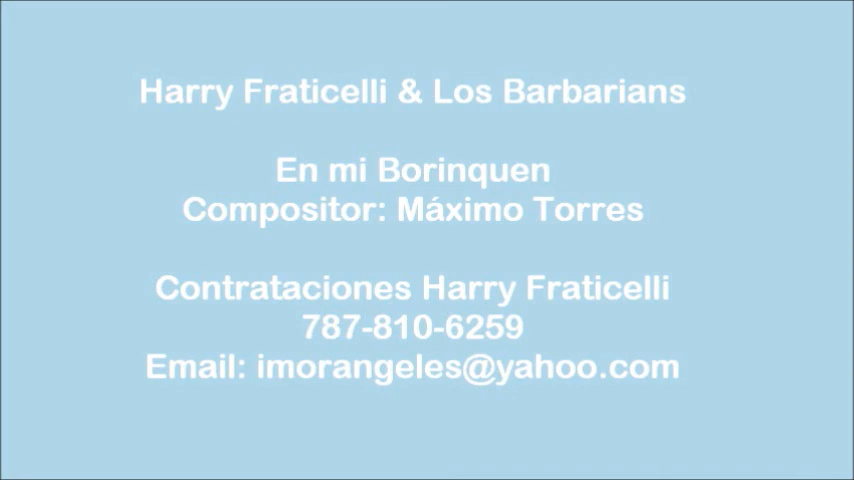 Harry Fraticelli & Los Barbarians
En mi Borinquen
Compositor: Máximo Torres
Contrataciones Harry Fraticelli
787-810-6259
Email: imorangeles@yahoo.com